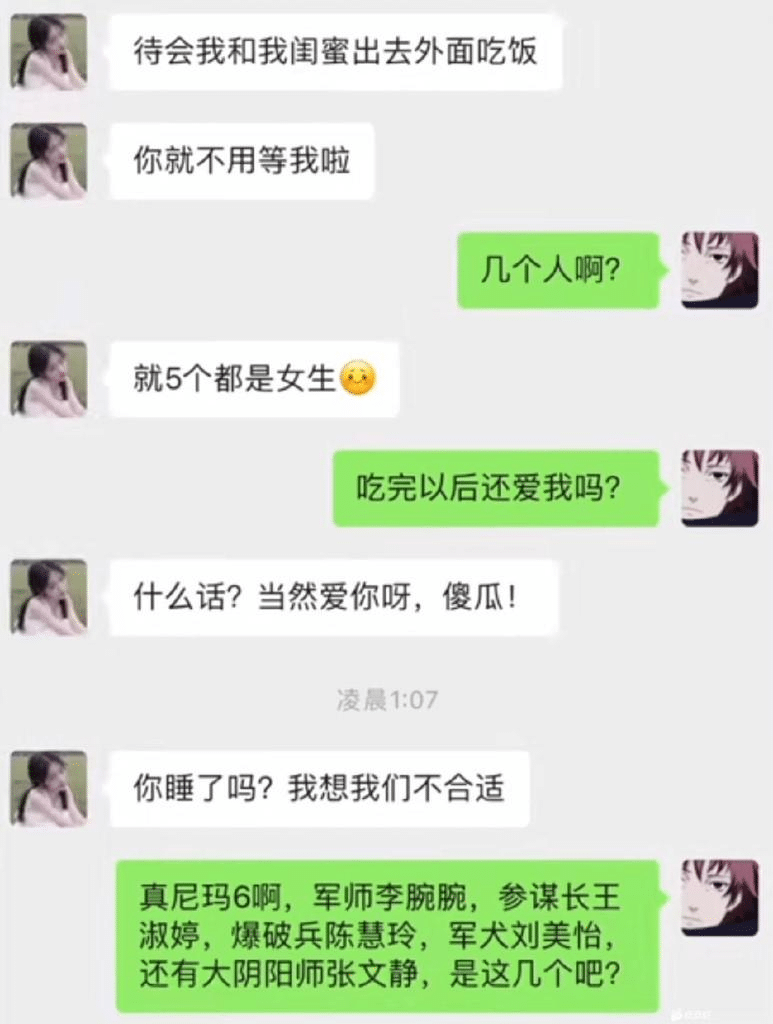 待会我和我闺蜜出去外面吃饭
你就不用等我啦
几个人啊?
就5个都是女生
吃完以后还爱我吗?
什么话? 当然爱你呀，傻瓜!
凌晨1:07
你睡了吗? 我想我们不合适
真尼玛6啊，军师李腕腕，参谋长王
淑婷，爆破兵陈慧玲，军犬刘美怡，
还有大阴阳师张文静，是这几个吧?